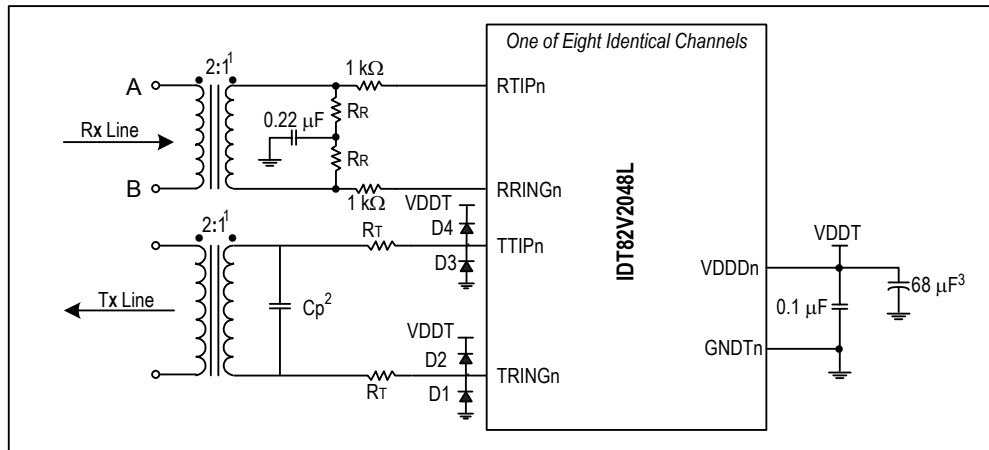 One of Eight Identical Channels
A
2:1¹
1 kΩ
RTIPn
0.22 µF
RR
Rx Line
RR
B
1 kΩ
RRINGn
VDDT
2:1¹
RT
D4
TTIPn
D3
IDT82V2048L
VDDT
VDDDn
68 µF³
0.1 µF
Tx Line
Cp²
VDDT
GNDTn
D2
TRINGn
RT
D1